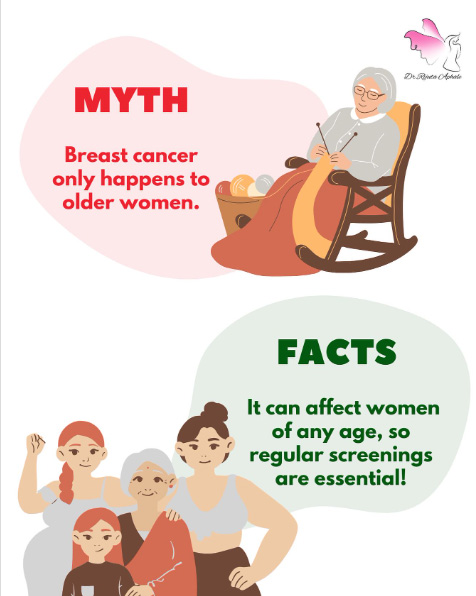 Dr. Rjuta Aphale
MYTH
Breast cancer
only happens to
older women.
FACTS
It can affect women
of any age, so
regular screenings
are essential!